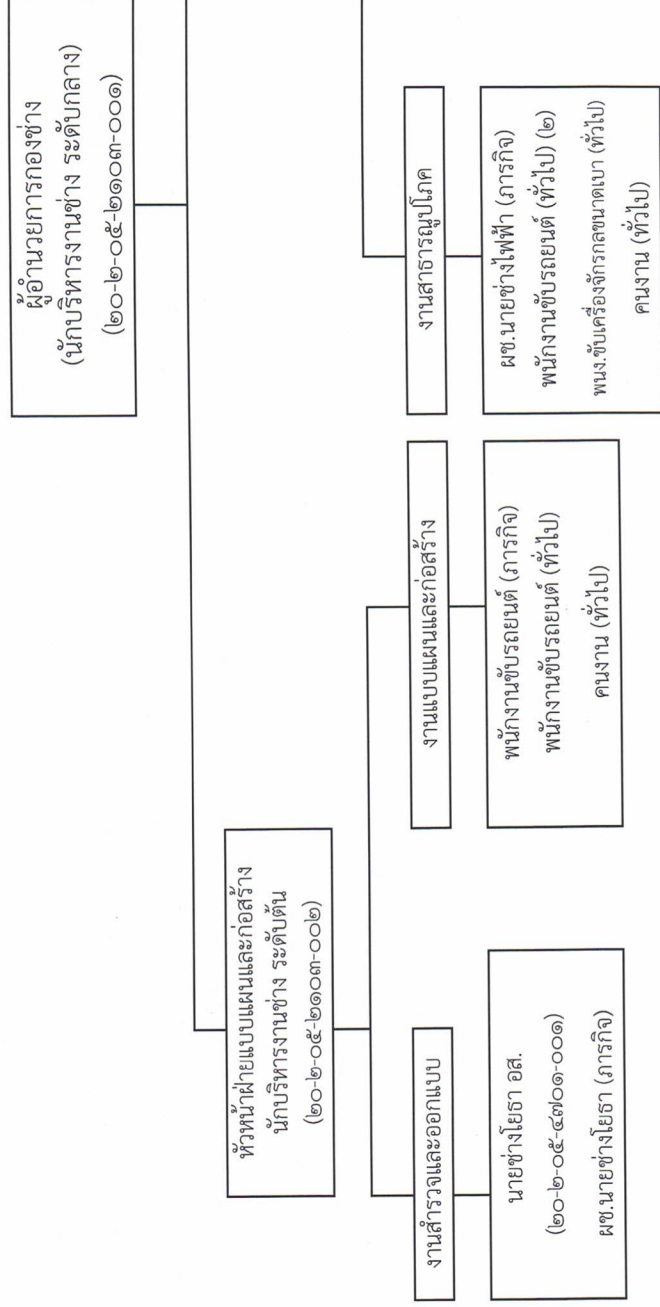 ผู้อำนวยการกองช่าง
(นักบริหารงานช่าง ระดับกลาง)
(๒๐-๒-๐๕-๒๑๐๓-๐๐๑)
หัวหน้าฝ่ายแบบแผนและก่อสร้าง
นักบริหารงานช่าง ระดับต้น
(๒๐-๒-๐๕-๒๑๐๓-๐๐๒)
งานสำรวจและออกแบบ
นายช่างโยธา อส.
(๒๐-๒-๐๕-๔๗๐๑-๐๐๑)
ผช.นายช่างโยธา (ภารกิจ)
งานแบบแผนและก่อสร้าง
พนักงานขับรถยนต์ (ภารกิจ)
พนักงานขับรถยนต์ (ทั่วไป)
คนงาน (ทั่วไป)
งานสาธารณูปโภค
ผช.นายช่างไฟฟ้า (ภารกิจ)
พนักงานขับรถยนต์ (ทั่วไป) (๒)
พนง.ขับเครื่องจักรกลขนาดเบา (ทั่วไป)
คนงาน (ทั่วไป)